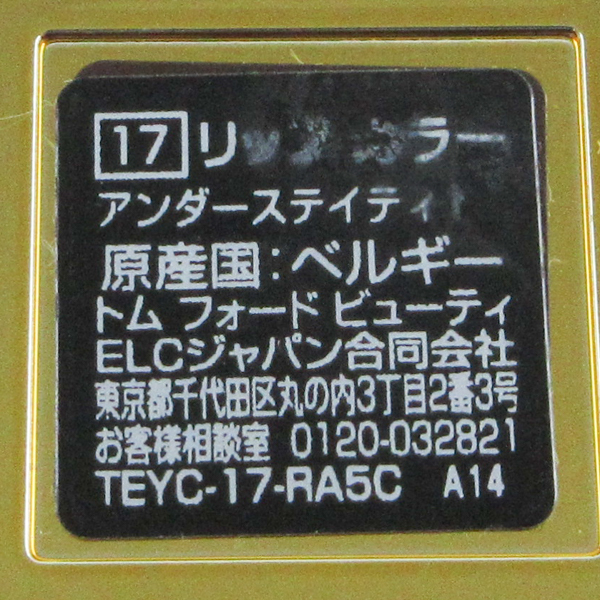 17 リップ カラー
アンダーステイティ
原産国：ベルギー
トム フォード ビューティ
ELCジャパン合同会社
東京都千代田区丸の内3丁目2番3号
お客様相談室 0120-032821
TEYC-17-RA5C A14